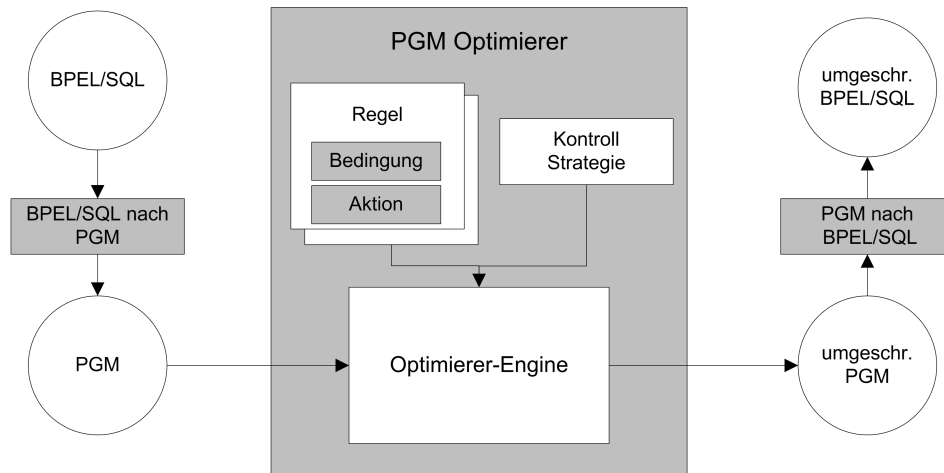 BPEL/SQL
BPEL/SQL nach
PGM
PGM
PGM Optimierer
Regel
Bedingung
Aktion
Kontroll
Strategie
Optimierer-Engine
umgeschr.
BPEL/SQL
PGM nach
BPEL/SQL
umgeschr.
PGM